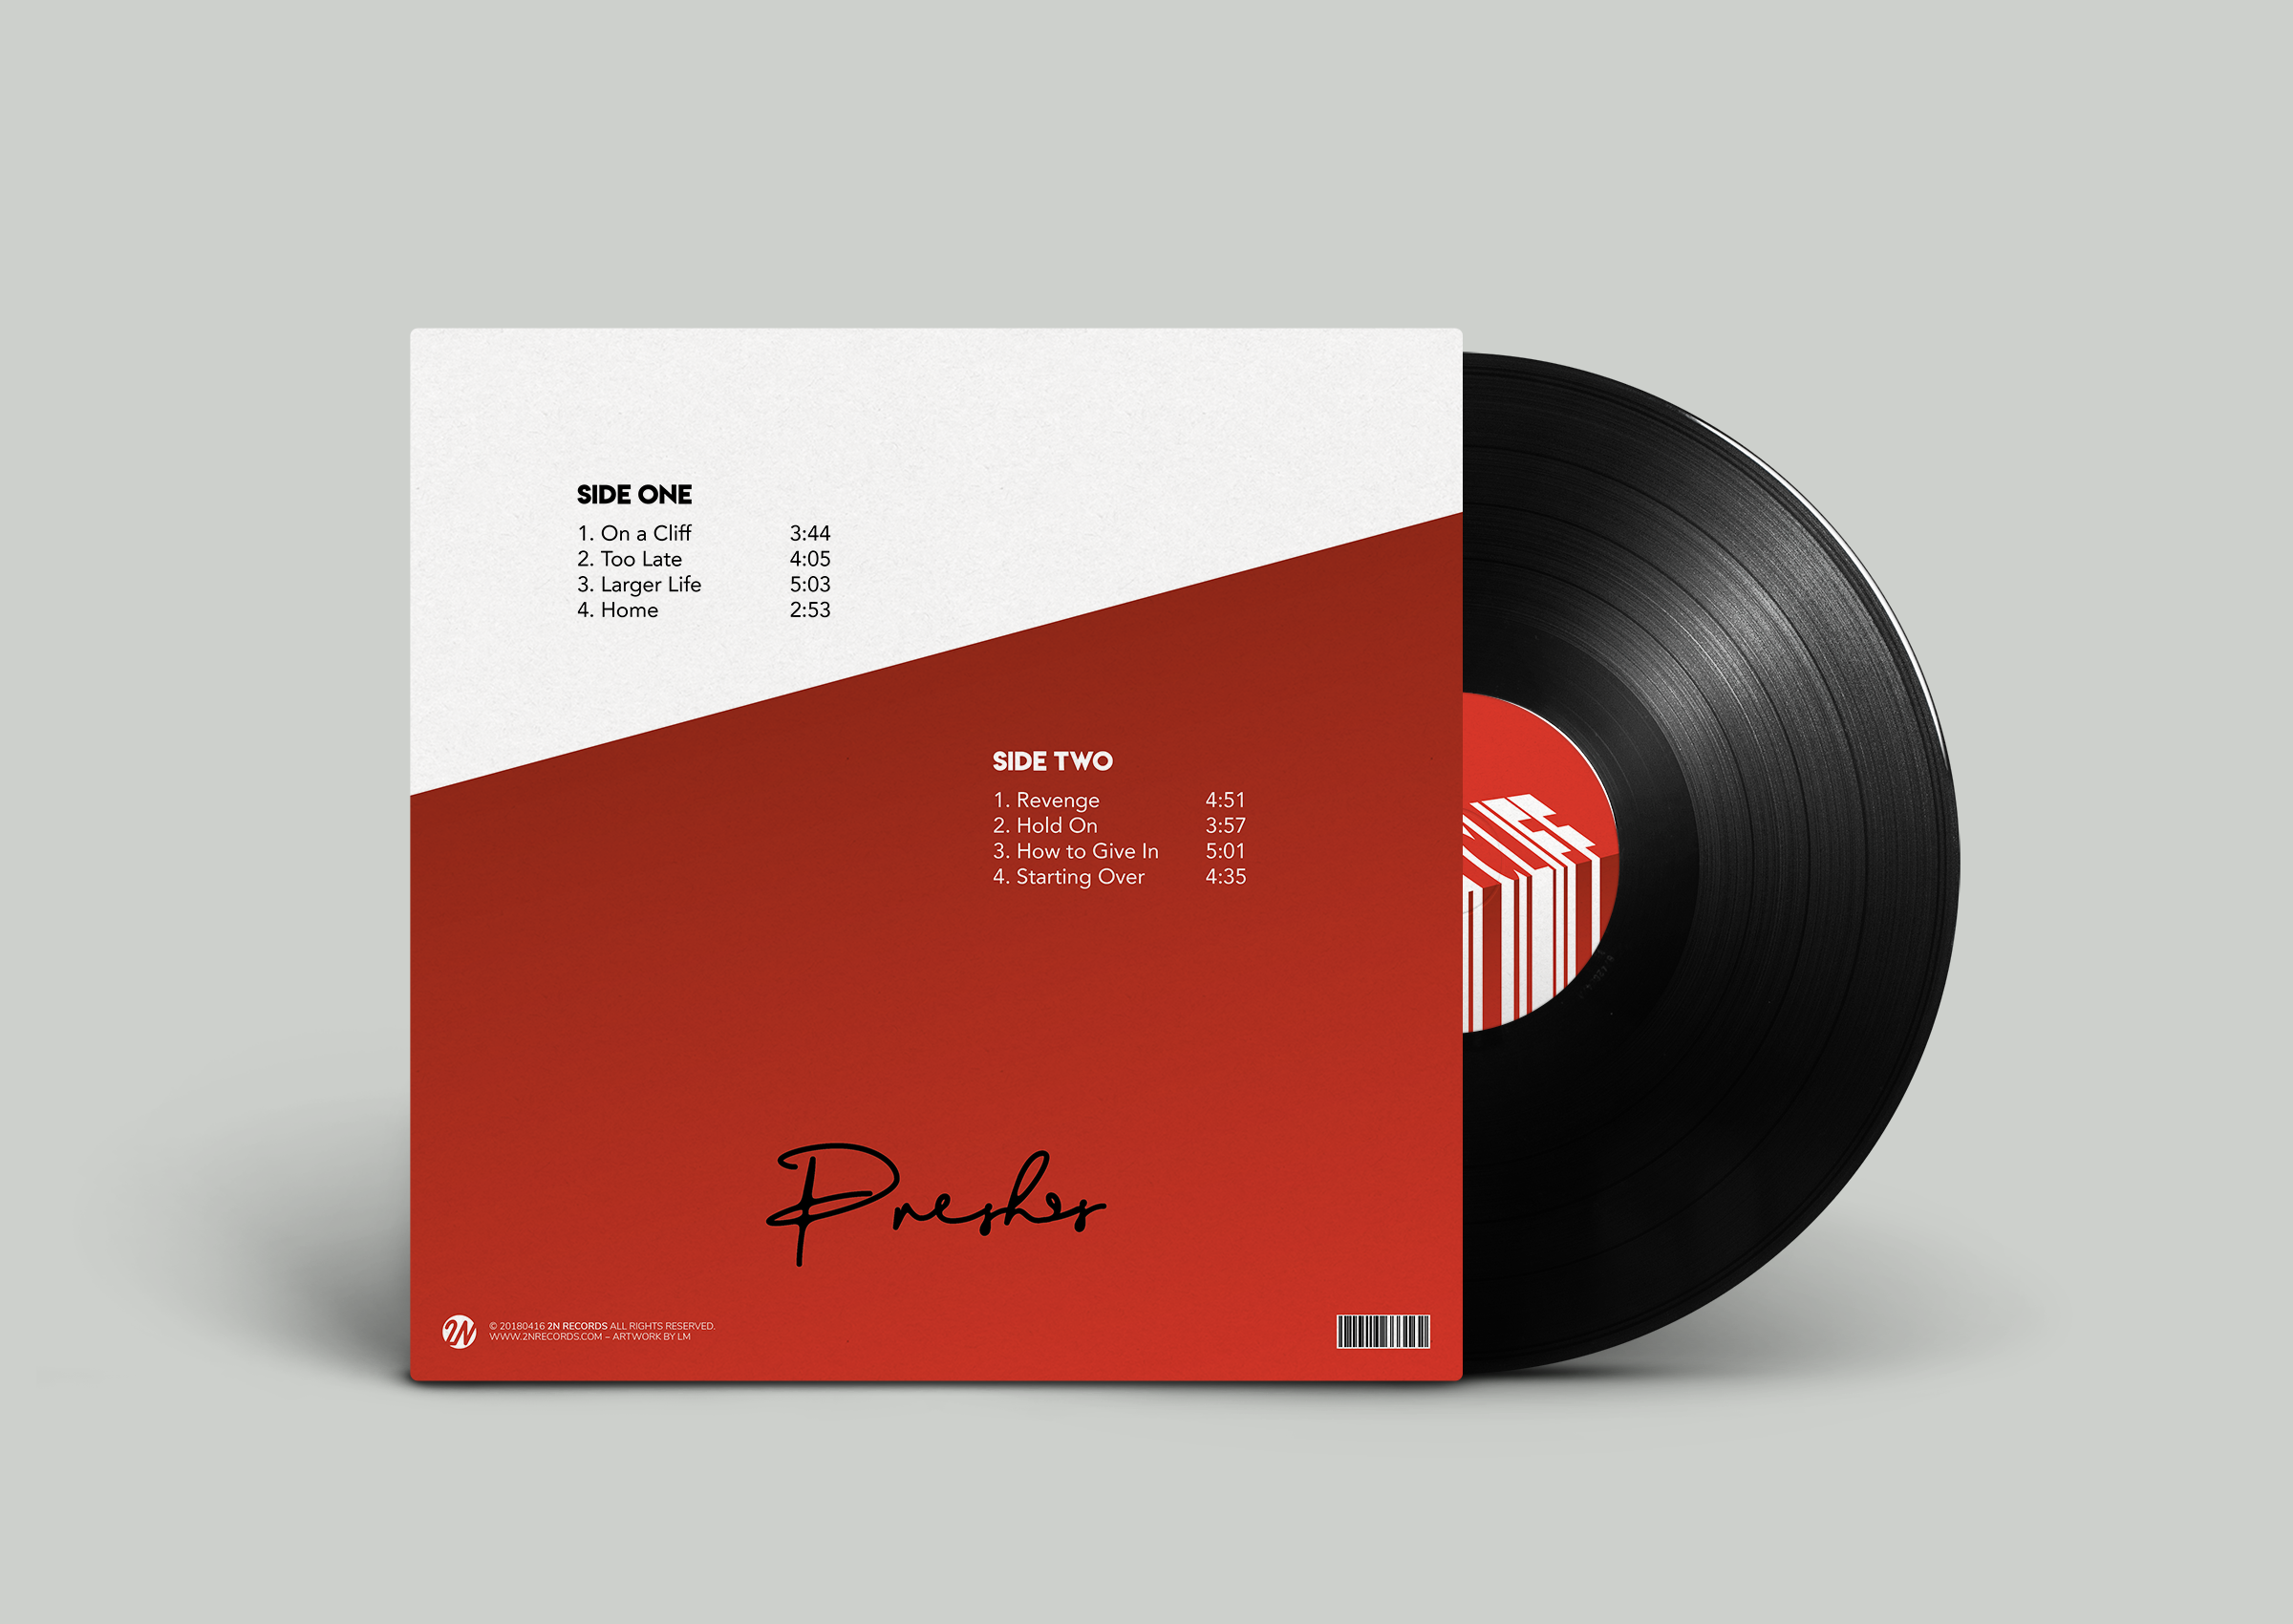 SIDE ONE
1. On a Cliff 3:44
2. Too Late 4:05
3. Larger Life 5:03
4. Home 2:53
SIDE TWO
1. Revenge 4:51
2. Hold On 3:57
3. How to Give In 5:01
4. Starting Over 4:35
2N
© 20180416 2N RECORDS ALL RIGHTS RESERVED.
WWW.2NRECORDS.COM – ARTWORK BY LM